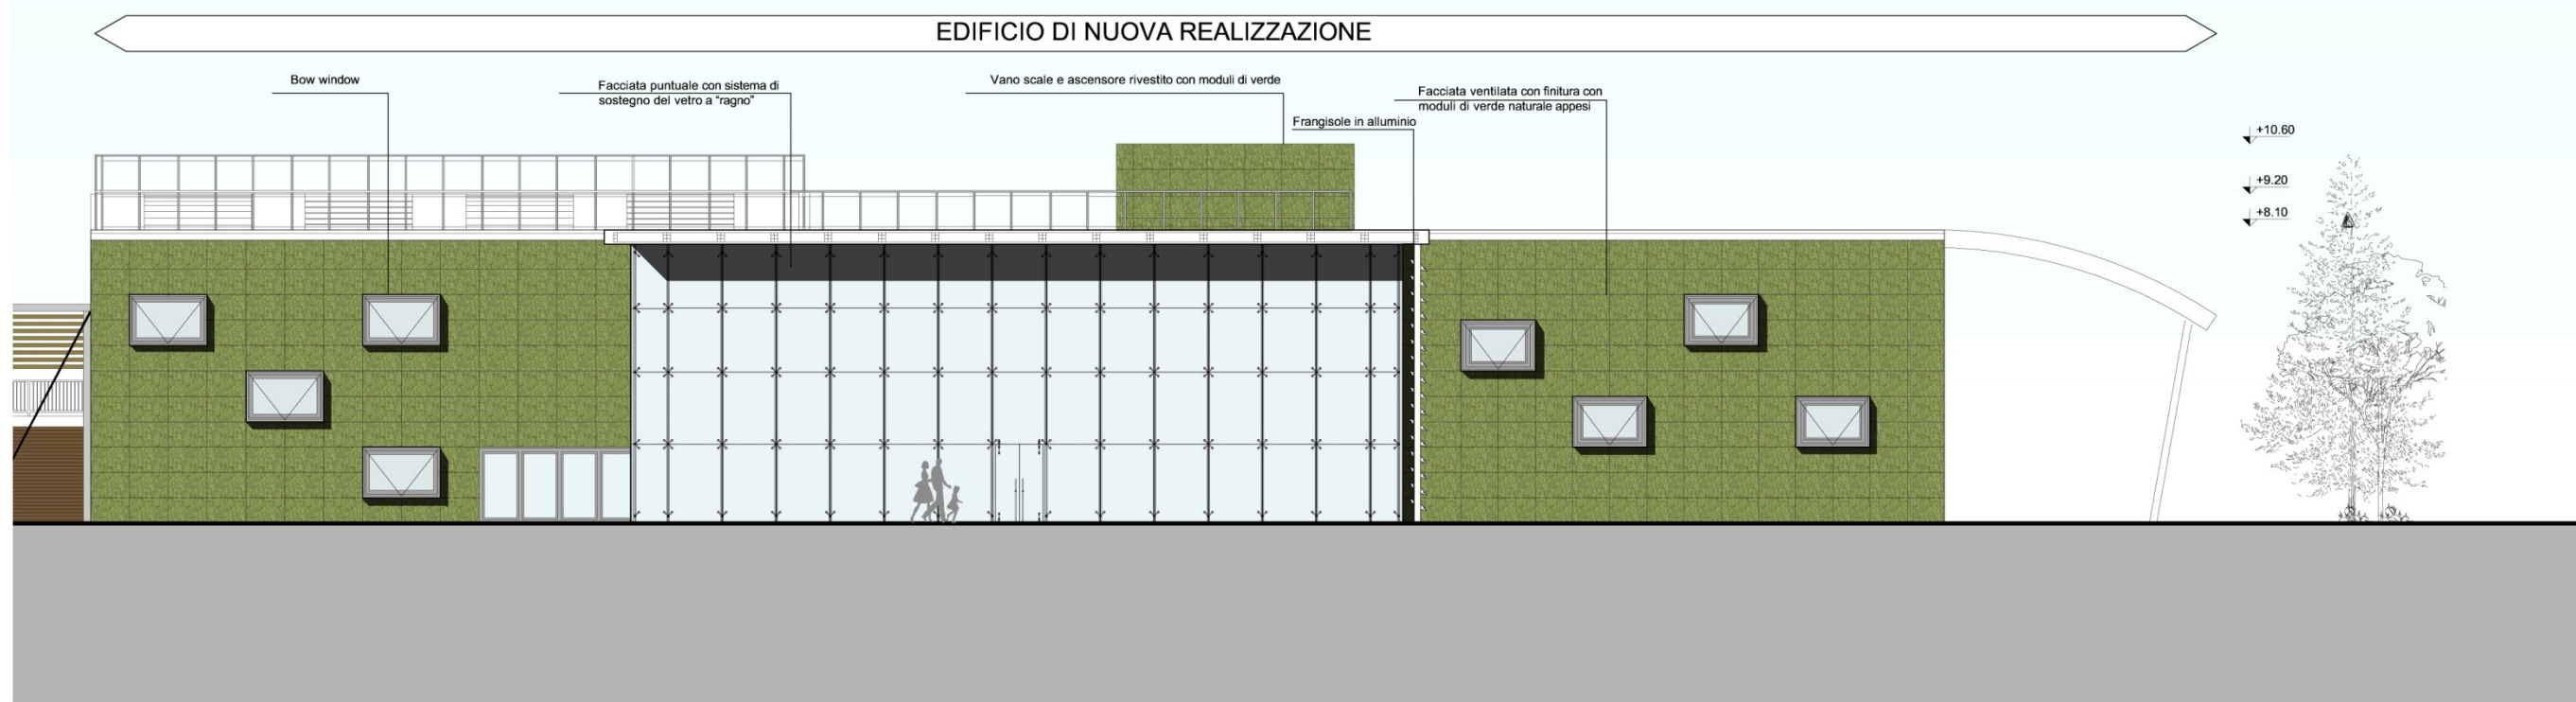 EDIFICIO DI NUOVA REALIZZAZIONE
Bow window
Facciata puntuale con sistema di
sostegno del vetro a "ragno"
Vano scale e ascensore rivestito con moduli di verde
Frangisole in alluminio
Facciata ventilata con finitura con
moduli di verde naturale appesi
+10.60
+9.20
+8.10